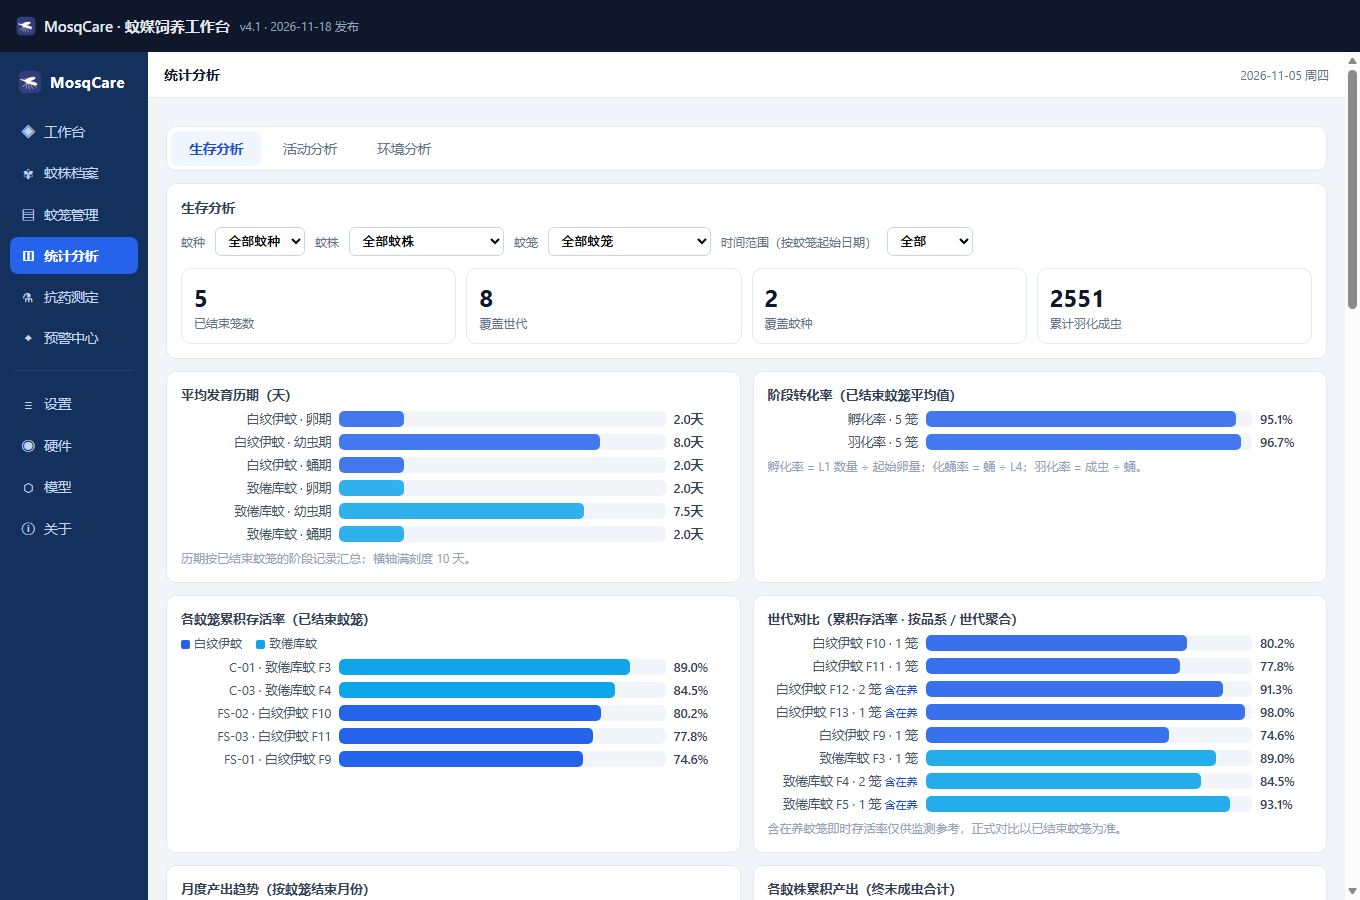 MosqCare · 蚊媒饲养工作台 v4.1 · 2026-11-18 发布
MosqCare
工作台
蚊株档案
蚊笼管理
统计分析
抗药测定
预警中心
设置
硬件
模型
关于
统计分析
2026-11-05 周四
生存分析 活动分析 环境分析
生存分析
蚊种 全部蚊种 蚊株 全部蚊株 蚊笼 全部蚊笼 时间范围（按蚊笼起始日期） 全部
5
已结束笼数
8
覆盖世代
2
覆盖蚊种
2551
累计羽化成虫
平均发育历期（天）
白纹伊蚊 · 卵期 2.0天
白纹伊蚊 · 幼虫期 8.0天
白纹伊蚊 · 蛹期 2.0天
致倦库蚊 · 卵期 2.0天
致倦库蚊 · 幼虫期 7.5天
致倦库蚊 · 蛹期 2.0天
历期按已结束蚊笼的阶段记录汇总；横轴满刻度 10 天。
阶段转化率（已结束蚊笼平均值）
孵化率 · 5 笼 95.1%
羽化率 · 5 笼 96.7%
孵化率 = L1 数量 ÷ 起始卵量；化蛹率 = 蛹 ÷ L4；羽化率 = 成虫 ÷ 蛹。
各蚊笼累积存活率（已结束蚊笼）
白纹伊蚊 致倦库蚊
C-01 · 致倦库蚊 F3 89.0%
C-03 · 致倦库蚊 F4 84.5%
FS-02 · 白纹伊蚊 F10 80.2%
FS-03 · 白纹伊蚊 F11 77.8%
FS-01 · 白纹伊蚊 F9 74.6%
世代对比（累积存活率 · 按品系 / 世代聚合）
白纹伊蚊 F10 · 1 笼 80.2%
白纹伊蚊 F11 · 1 笼 77.8%
白纹伊蚊 F12 · 2 笼 含在养 91.3%
白纹伊蚊 F13 · 1 笼 含在养 98.0%
白纹伊蚊 F9 · 1 笼 74.6%
致倦库蚊 F3 · 1 笼 89.0%
致倦库蚊 F4 · 2 笼 含在养 84.5%
致倦库蚊 F5 · 1 笼 含在养 93.1%
含在养蚊笼即时存活率仅供监测参考，正式对比以已结束蚊笼为准。
月度产出趋势（按蚊笼结束月份）
各蚊株累积产出（终末成虫合计）